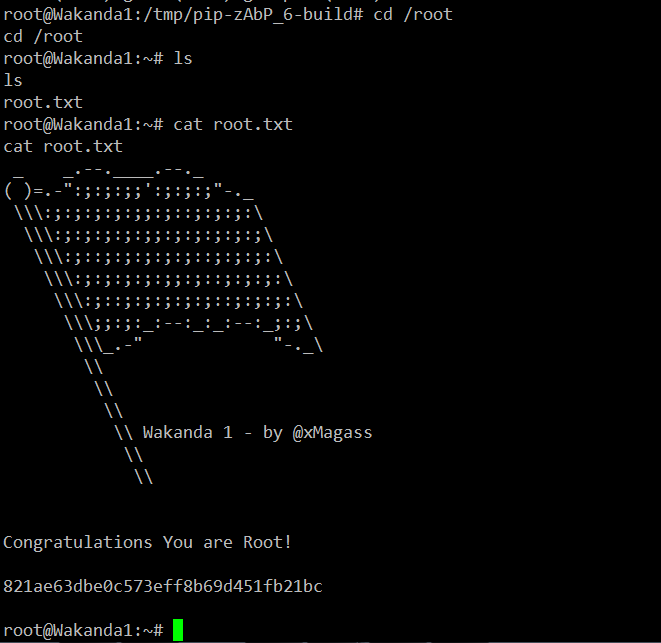 root@Wakanda1:/tmp/pip-zAbP_6-build# cd /root
cd /root
root@Wakanda1:~# ls
ls
root.txt
root@Wakanda1:~# cat root.txt
cat root.txt
 _    _.--.____.--._
( )=.-":;:;:;;':;:;:;"-._
 \\\:;:;:;:;:;;:;::;:;:;:\
  \\\:;:;:;:;:;;:;:;:;:;:;\
   \\\:;::;:;:;:;:;::;:;:;:\
    \\\:;:;:;:;:;;:;::;:;:;:\
     \\\:;::;:;:;:;:;::;:;:;:\
      \\\;;:;:_:--:_:_:--:_;:;\
       \\\_.-"             "-._\
        \\
         \\
          \\
           \\ Wakanda 1 - by @xMagass
            \\
             \\
Congratulations You are Root!
821ae63dbe0c573eff8b69d451fb21bc
root@Wakanda1:~#